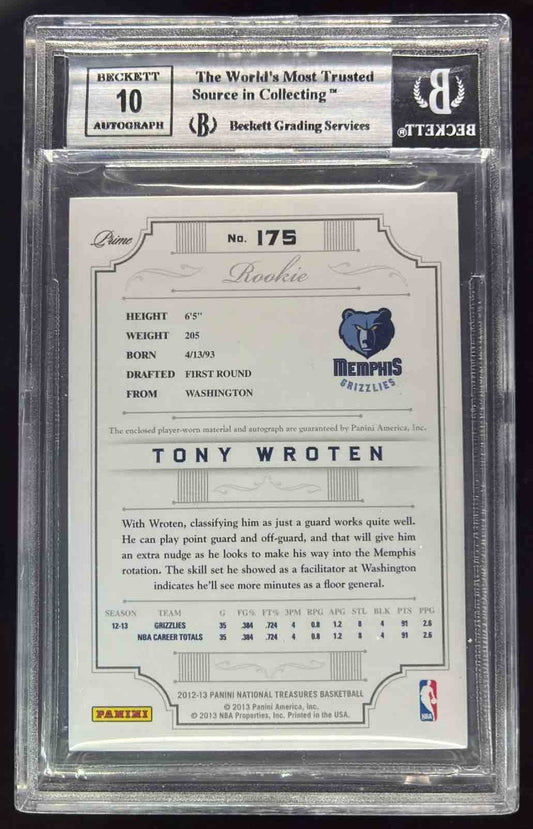 BECKETT
10
AUTOGRAPH
The World's Most Trusted
Source in Collecting™
B Beckett Grading Services
B
BECKETT®
Prime
No. 175
Rookie
HEIGHT 6'5"
WEIGHT 205
BORN 4/13/93
DRAFTED FIRST ROUND
FROM WASHINGTON
MEMPHIS
GRIZZLIES
The enclosed player-worn material and autograph are guaranteed by Panini America, Inc.
TONY WROTEN
With Wroten, classifying him as just a guard works quite well.
He can play point guard and off-guard, and that will give him
an extra nudge as he looks to make his way into the Memphis
rotation. The skill set he showed as a facilitator at Washington
indicates he'll see more minutes as a floor general.
SEASON TEAM G FG% FT% 3PM RPG APG STL BLK PTS PPG
12-13 GRIZZLIES 35 .384 .724 4 0.8 1.2 8 4 91 2.6
NBA CAREER TOTALS 35 .384 .724 4 0.8 1.2 8 4 91 2.6
2012-13 PANINI NATIONAL TREASURES BASKETBALL
© 2013 Panini America, Inc.
© 2013 NBA Properties, Inc. Printed in the USA.
PANINI
NBA